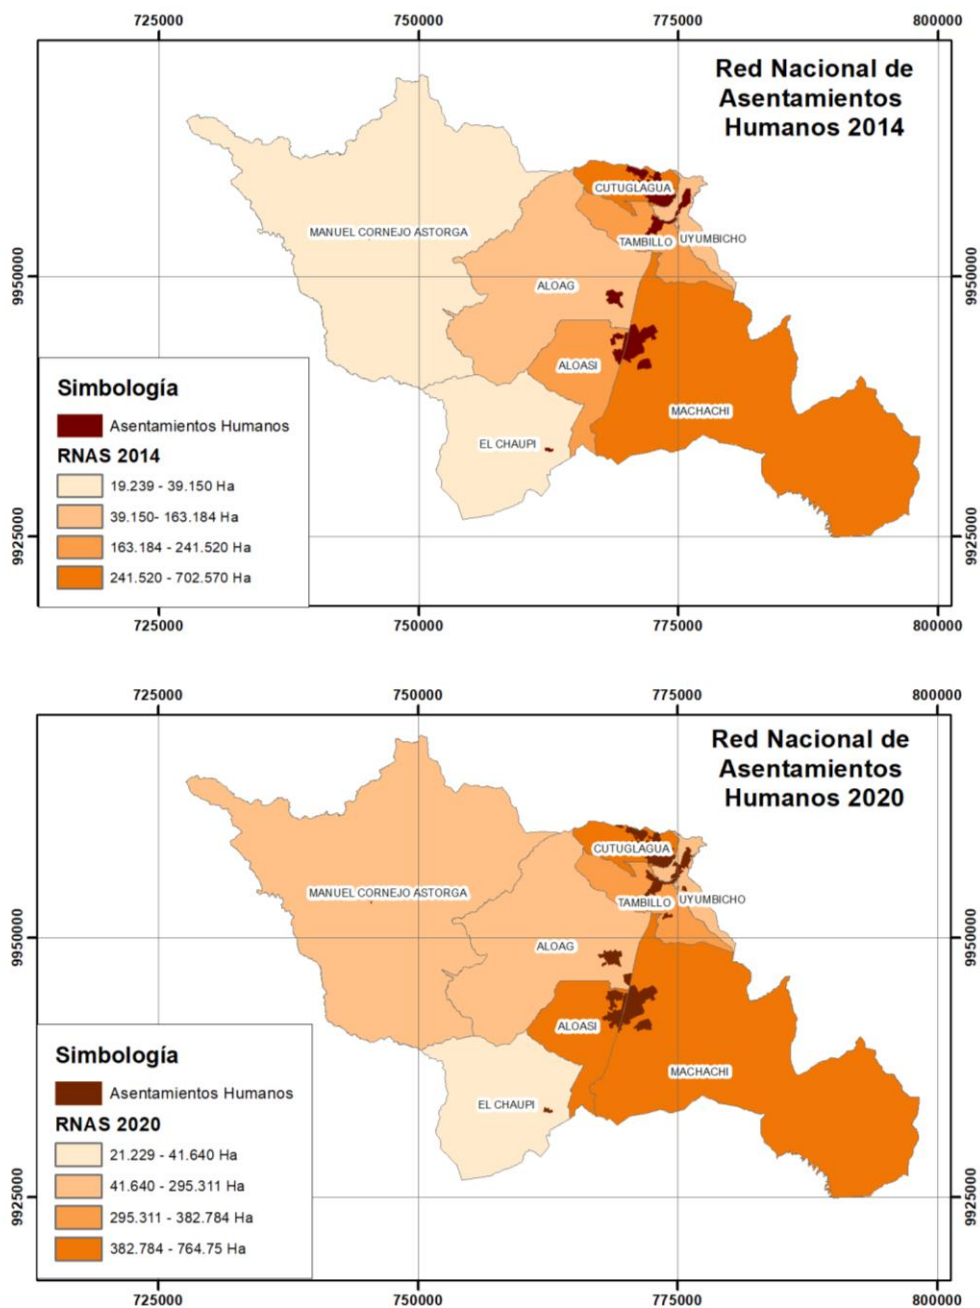 725000
750000
775000
800000
Red Nacional de
Asentamientos
Humanos 2014
CUTUGLAGUA
MANUEL CORNEJO ASTORGA
TAMBILLO
UYUMBICHO
9950000
9950000
ALOAG
ALOASI
MACHACHI
EL CHAUPI
Simbología
Asentamientos Humanos
RNAS 2014
19.239 - 39.150 Ha
39.150- 163.184 Ha
163.184 - 241.520 Ha
241.520 - 702.570 Ha
9925000
9925000
725000
750000
775000
800000
725000
750000
775000
800000
Red Nacional de
Asentamientos
Humanos 2020
CUTUGLAGUA
MANUEL CORNEJO ASTORGA
TAMBILLO
UYUMBICHO
9950000
9950000
ALOAG
ALOASI
MACHACHI
EL CHAUPI
Simbología
Asentamientos Humanos
RNAS 2020
21.229 - 41.640 Ha
41.640 - 295.311 Ha
295.311 - 382.784 Ha
382.784 - 764.75 Ha
9925000
9925000
725000
750000
775000
800000